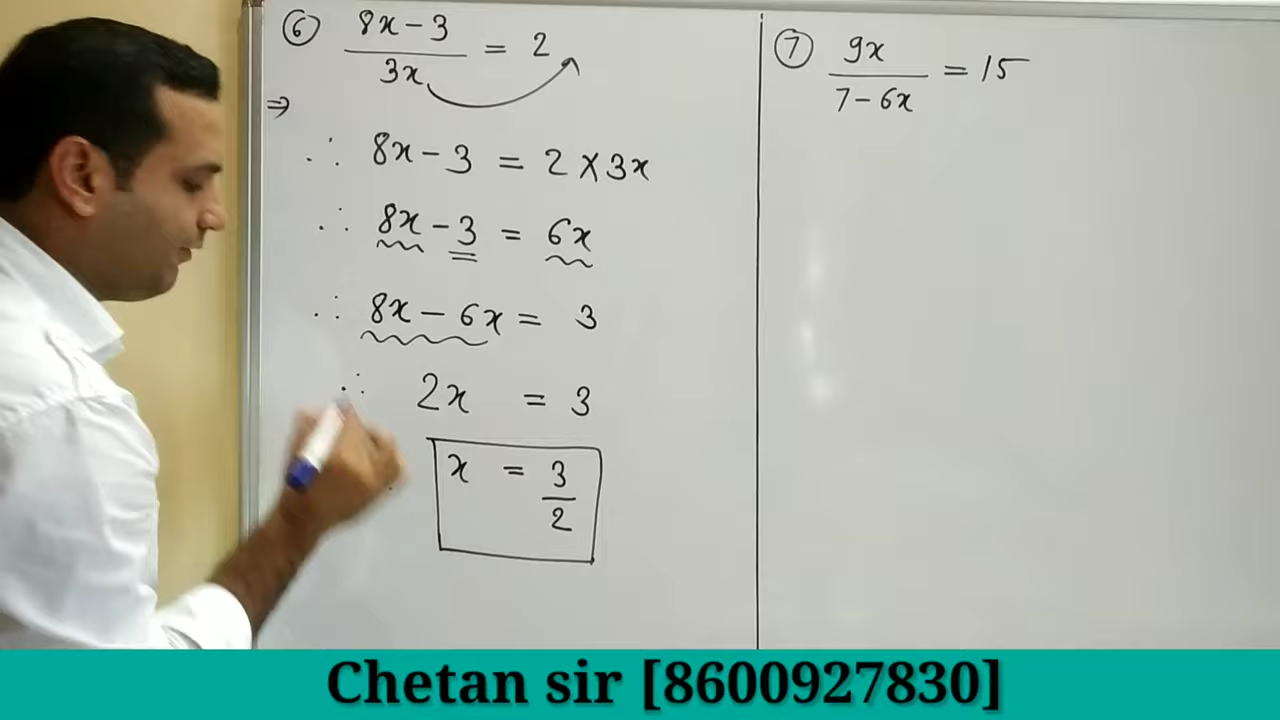 ⑥ (8x - 3)/(3x) = 2
⇒
∴ 8x - 3 = 2 × 3x
∴ 8x - 3 = 6x
∴ 8x - 6x = 3
∴ 2x = 3
x = 3/2
⑦ 9x/(7 - 6x) = 15
Chetan sir [8600927830]